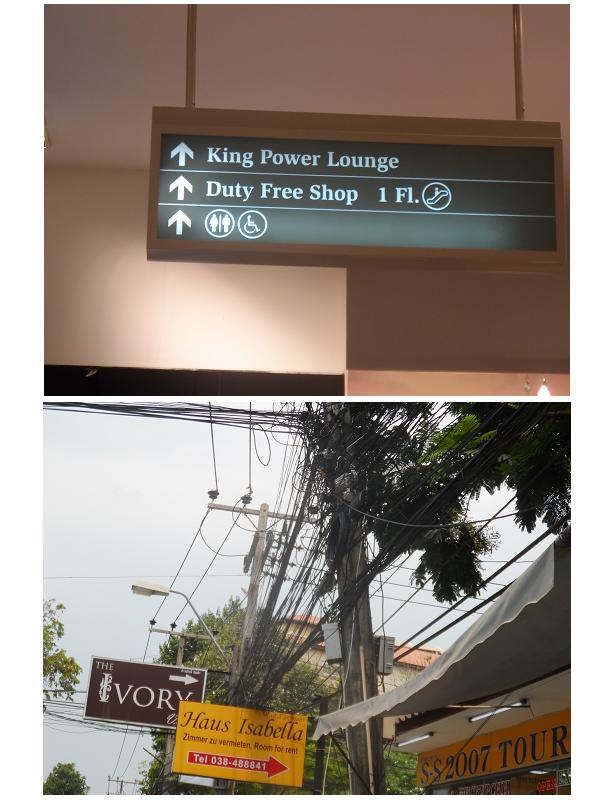 King Power Lounge
Duty Free Shop 1 Fl.
THE
IVORY
Haus Isabella
Zimmer zu vermieten, Room for rent
Tel 038-488841
S.S 2007 TOUR